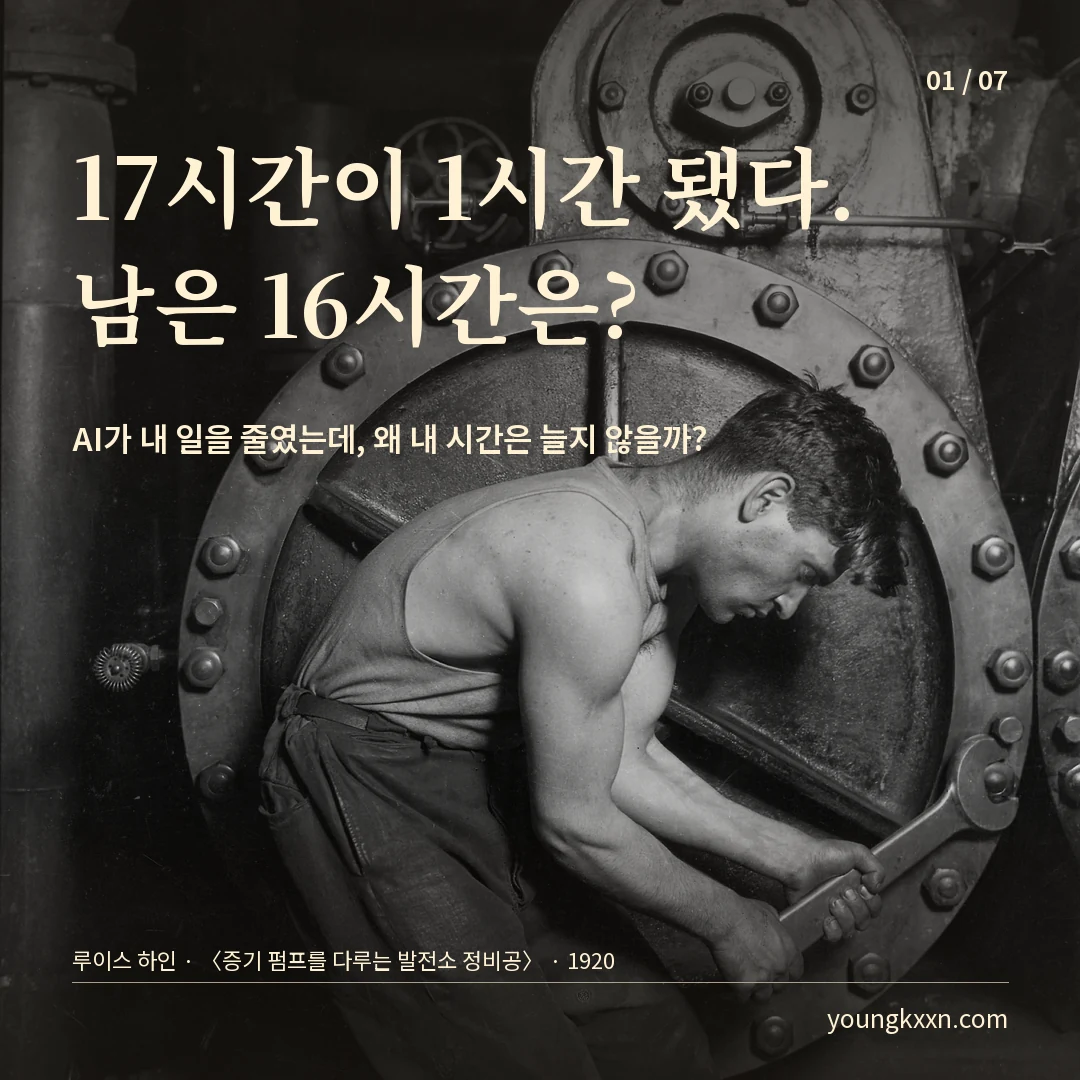 01 / 07
17시간이 1시간 됐다.
남은 16시간은?
AI가 내 일을 줄였는데, 왜 내 시간은 늘지 않을까?
루이스 하인 · 〈증기 펌프를 다루는 발전소 정비공〉 · 1920
youngkxxn.com